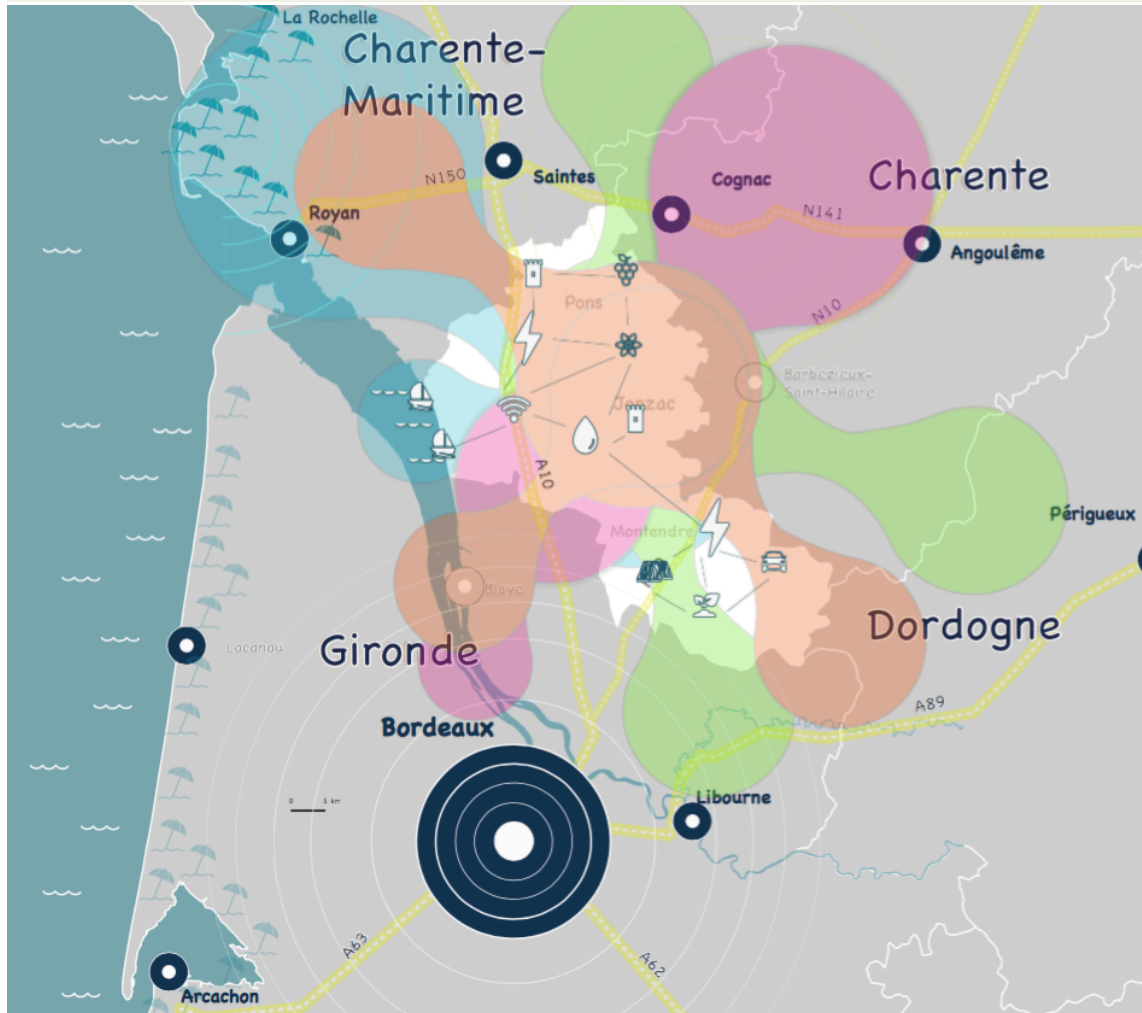 La Rochelle
Charente-
Maritime
N150
Saintes
Cognac
Charente
Royan
N141
Angoulême
Pons
N10
Barbezieux-
Saint-Hilaire
Jonzac
A10
Montendre
Périgueux
Blaye
Dordogne
Gironde
Laconau
A89
Bordeaux
0 5 km
Libourne
A63
A62
Arcachon